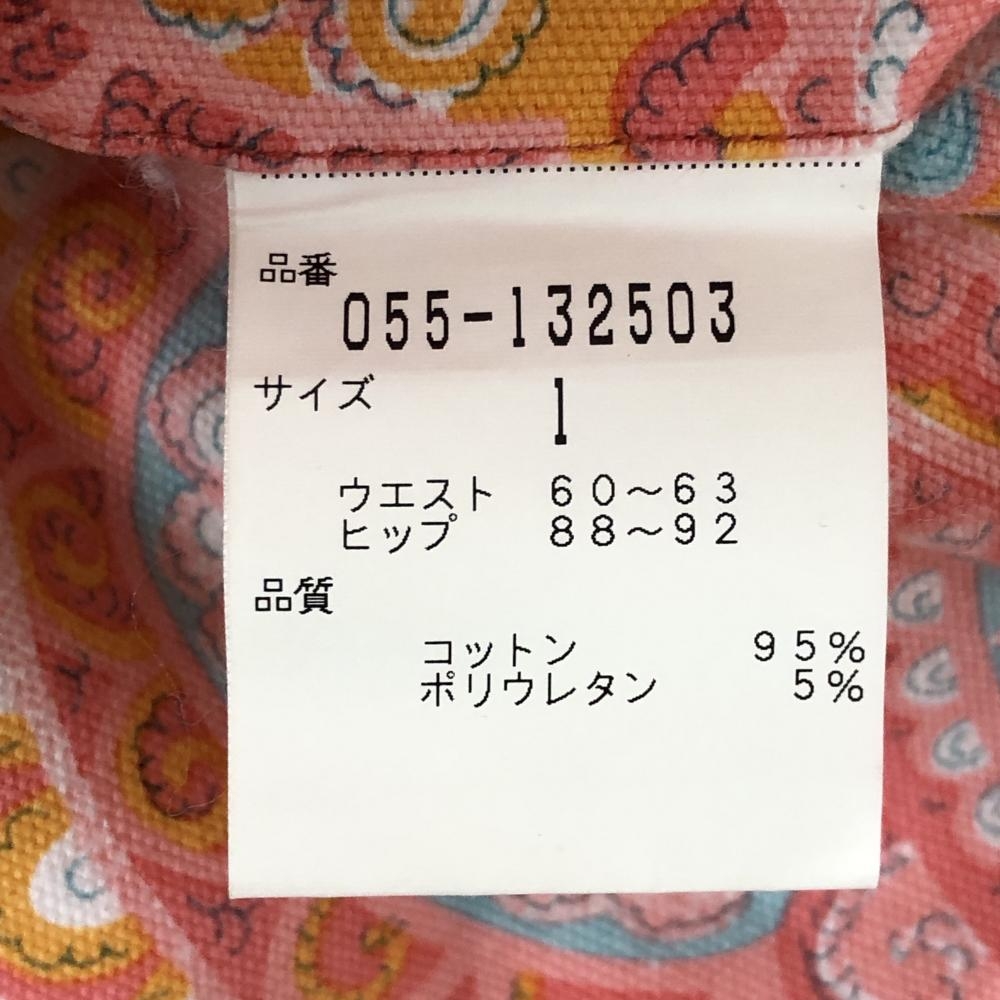 品番
055-132503
サイズ 1
ウエスト 60〜63
ヒップ 88〜92
品質
コットン 95%
ポリウレタン 5%